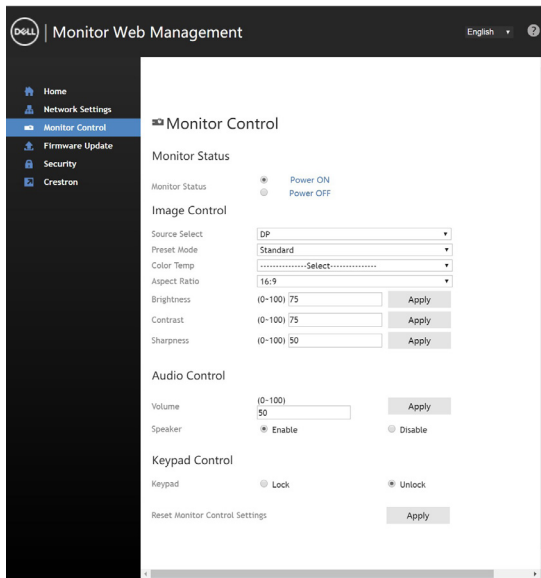 DELL | Monitor Web Management
English
?
Home
Network Settings
Monitor Control
Firmware Update
Security
Crestron
Monitor Control
Monitor Status
Monitor Status
Power ON
Power OFF
Image Control
Source Select DP
Preset Mode Standard
Color Temp ---------------Select---------------
Aspect Ratio 16:9
Brightness (0~100) 75 Apply
Contrast (0~100) 75 Apply
Sharpness (0~100) 50 Apply
Audio Control
(0~100)
Volume 50 Apply
Speaker Enable Disable
Keypad Control
Keypad Lock Unlock
Reset Monitor Control Settings Apply